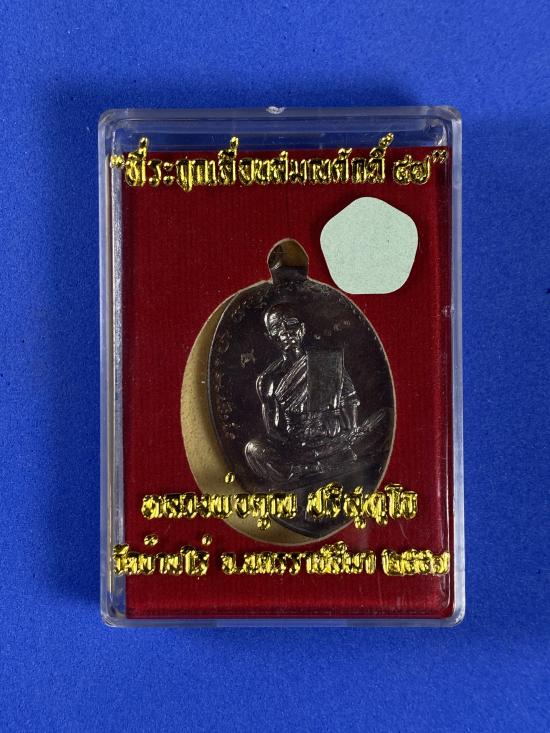 "ที่ระฤกเลื่อนสมณศักดิ์ ๔๗"
หลวงพ่อคูณ ปริสุทฺโธ
วัดบ้านไร่ จ.นครราชสีมา ๒๕๕๗